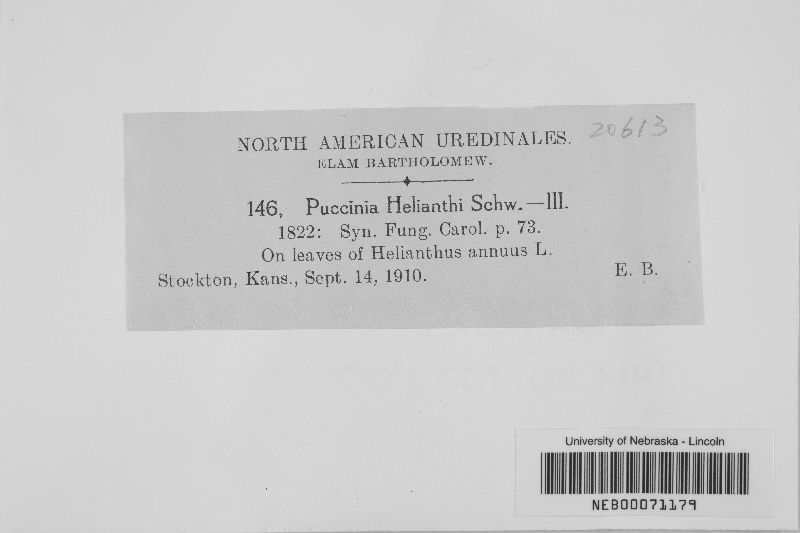 20613
NORTH AMERICAN UREDINALES.
ELAM BARTHOLOMEW.
146, Puccinia Helianthi Schw.—III.
1822: Syn. Fung. Carol. p. 73.
On leaves of Helianthus annuus L.
Stockton, Kans., Sept. 14, 1910. E. B.
University of Nebraska - Lincoln
NEB00071179